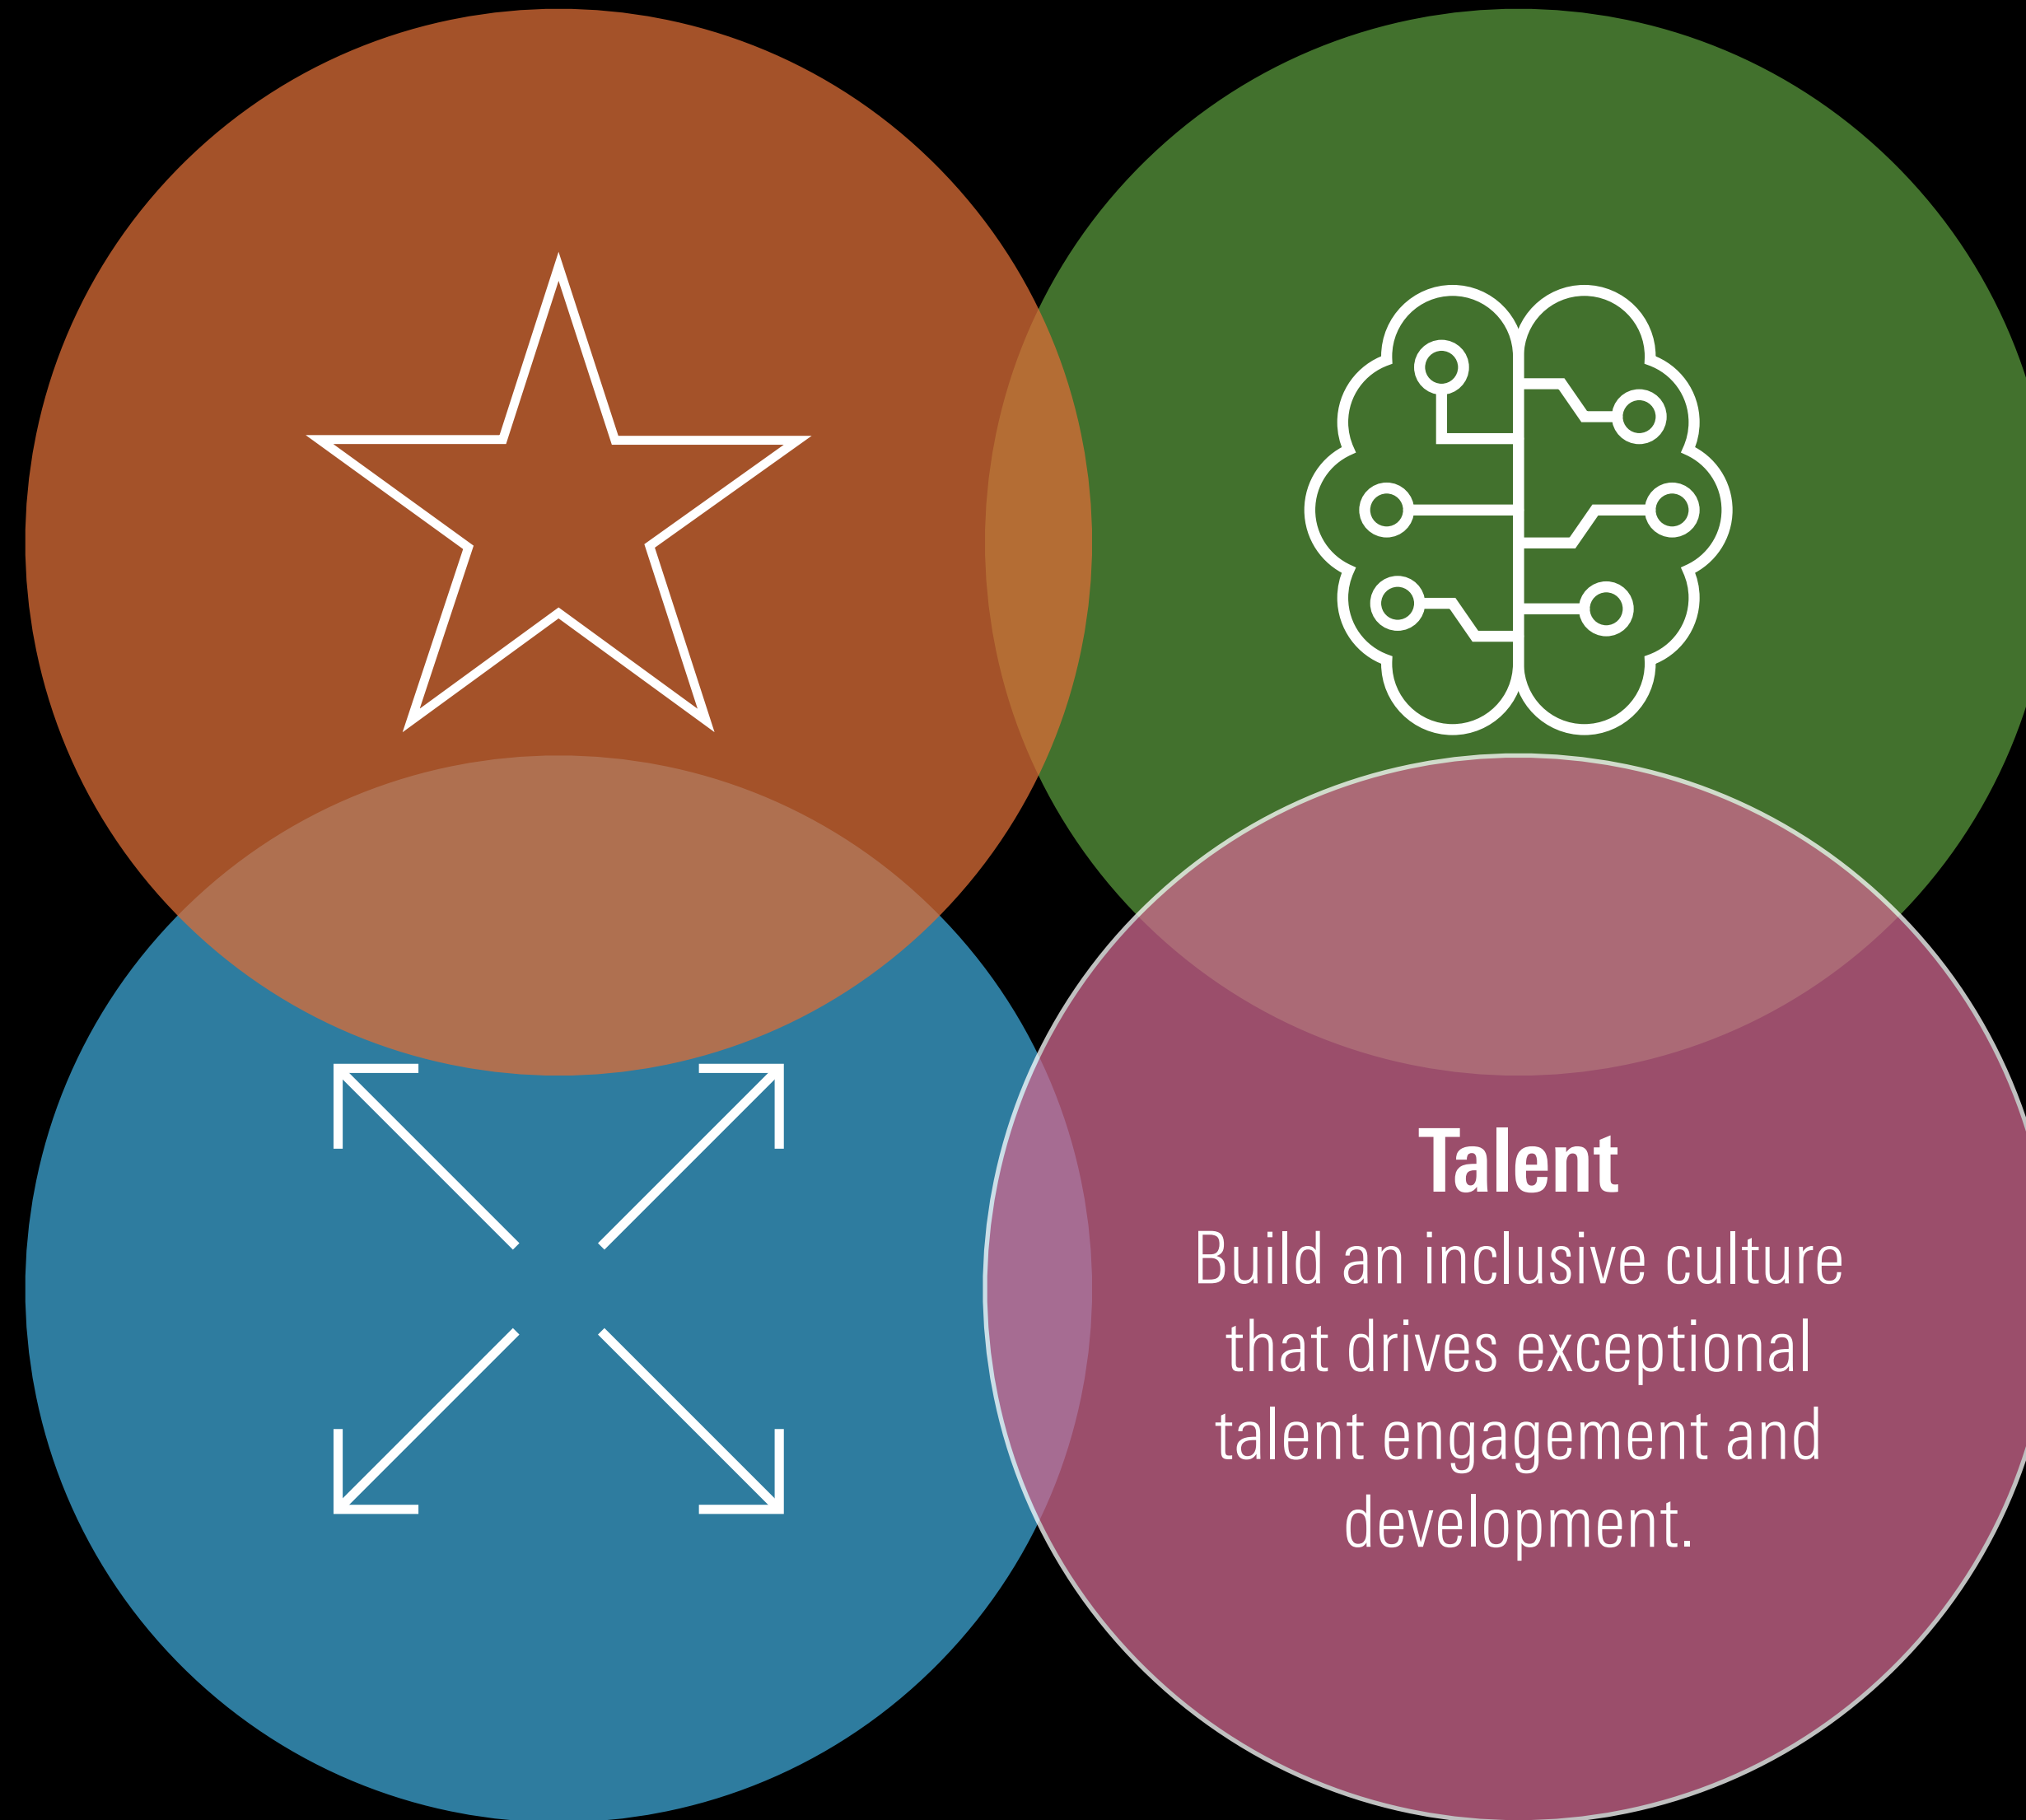 Talent
Build an inclusive culture
that drives exceptional
talent engagement and
development.